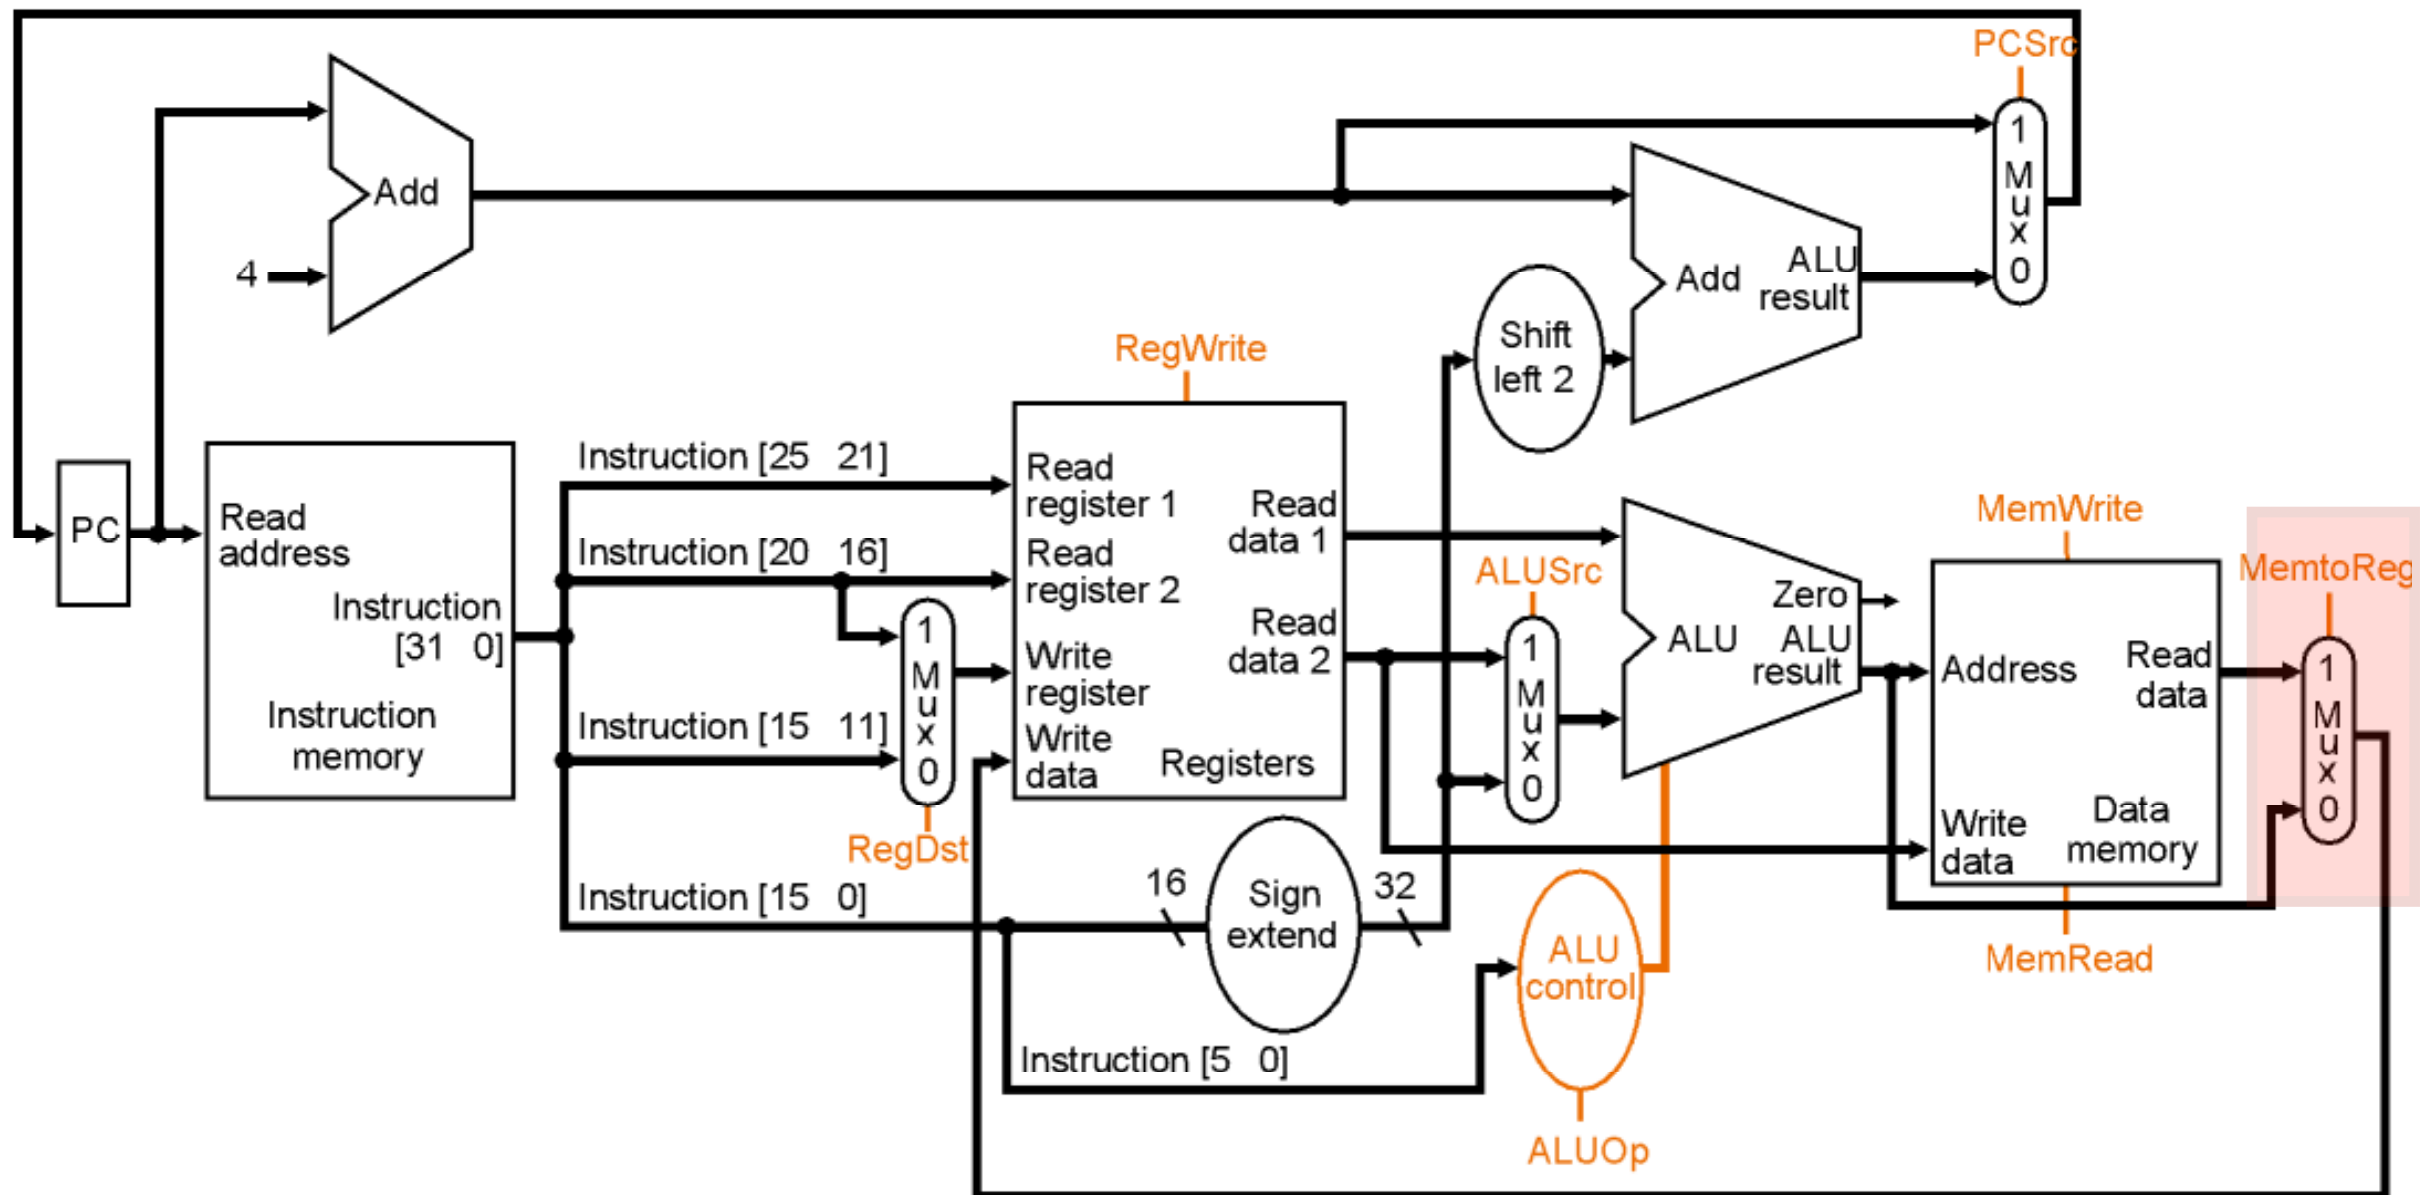 PCSrc
1
M
u
x
0
Add
4
Add
ALU
result
Shift
left 2
RegWrite
PC
Read
address
Instruction
[31 0]
Instruction
memory
Instruction [25 21]
Instruction [20 16]
Instruction [15 11]
Instruction [15 0]
Instruction [5 0]
1
M
u
x
0
RegDst
Read
register 1
Read
register 2
Write
register
Write
data
Read
data 1
Read
data 2
Registers
16
Sign
extend
32
ALUSrc
1
M
u
x
0
ALU
Zero
ALU
result
ALU
control
ALUOp
MemWrite
Address
Read
data
Write
data
Data
memory
MemRead
MemtoReg
1
M
u
x
0